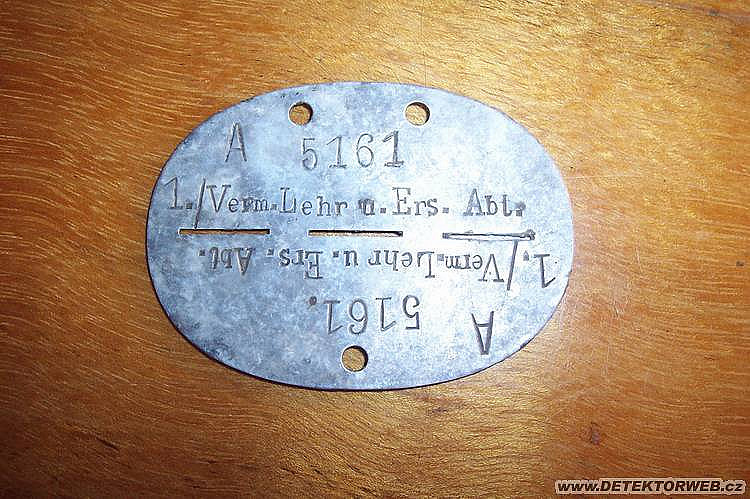 A 5161
1./Verm.Lehr u. Ers. Abt.
1./Verm.Lehr u. Ers. Abt.
A 5161.
www.DETEKTORWEB.cz